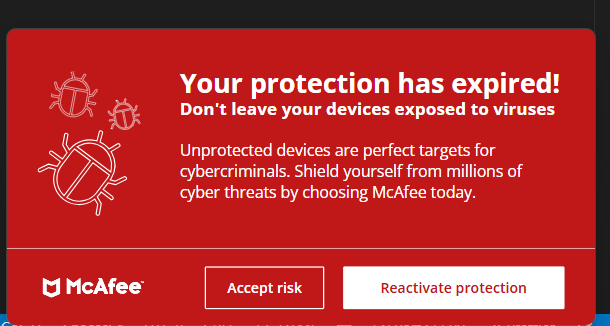 Your protection has expired!
Don't leave your devices exposed to viruses
Unprotected devices are perfect targets for
cybercriminals. Shield yourself from millions of
cyber threats by choosing McAfee today.
McAfee™
Accept risk
Reactivate protection